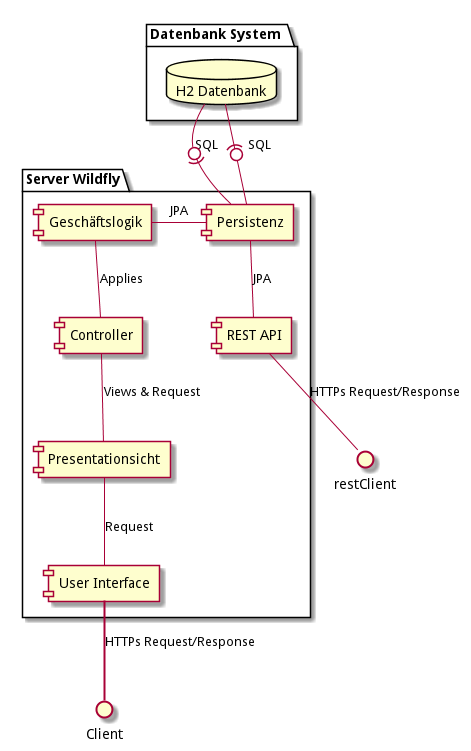 Datenbank System
H2 Datenbank
SQL
SQL
Server Wildfly
Geschäftslogik
JPA
Persistenz
Applies
JPA
Controller
REST API
Views & Request
HTTPs Request/Response
Presentationsicht
restClient
Request
User Interface
HTTPs Request/Response
Client